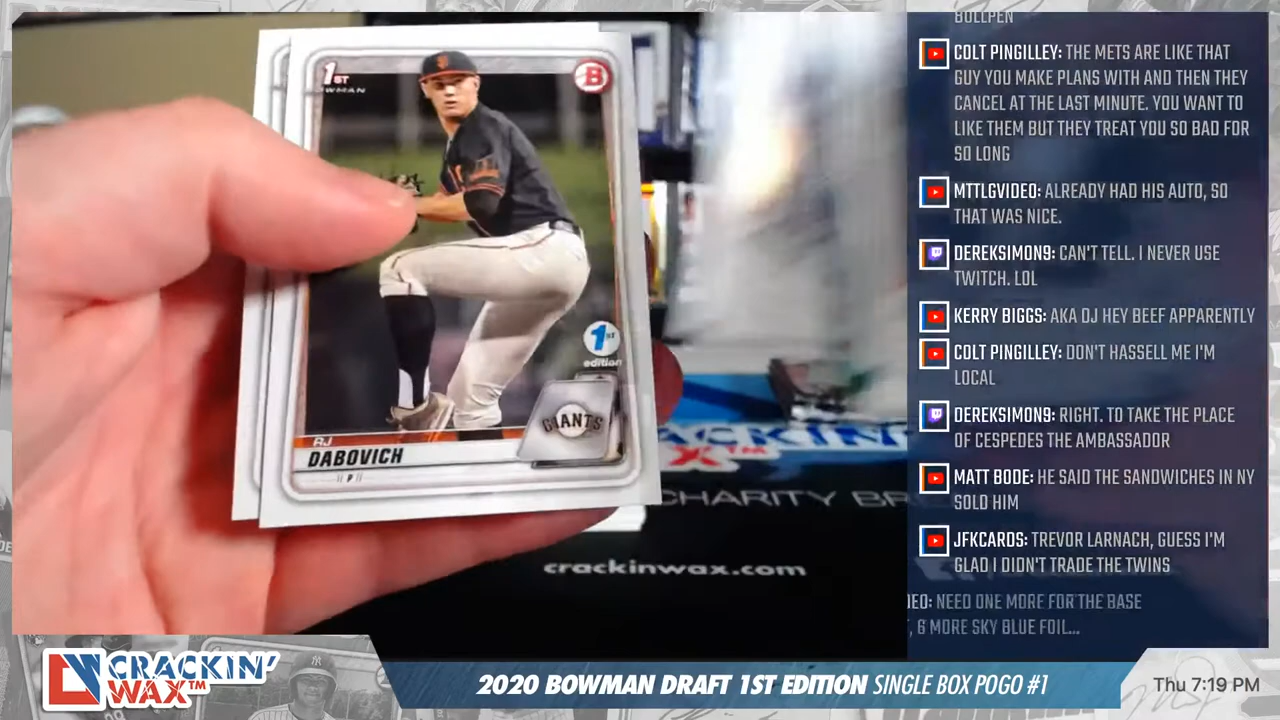 1ST
B
1st
edition
GIANTS
RJ
DABOVICH
P
CHARITY
crackinwax.com
BULLPEN
COLT PINGILLEY: THE METS ARE LIKE THAT
GUY YOU MAKE PLANS WITH AND THEN THEY
CANCEL AT THE LAST MINUTE. YOU WANT TO
LIKE THEM BUT THEY TREAT YOU SO BAD FOR
SO LONG
MTTLGVIDEO: ALREADY HAD HIS AUTO, SO
THAT WAS NICE.
DEREKSIMON9: CAN'T TELL. I NEVER USE
TWITCH. LOL
KERRY BIGGS: AKA OJ HEY BEEF APPARENTLY
COLT PINGILLEY: DON'T HASSELL ME I'M
LOCAL
DEREKSIMON9: RIGHT. TO TAKE THE PLACE
OF CESPEDES THE AMBASSADOR
MATT BODE: HE SAID THE SANDWICHES IN NY
SOLD HIM
JFKCARDS: TREVOR LARNACH, GUESS I'M
GLAD I DIDN'T TRADE THE TWINS
NEED ONE MORE FOR THE BASE
, 6 MORE SKY BLUE FOIL...
CRACKIN'
WAX™
2020 BOWMAN DRAFT 1ST EDITION SINGLE BOX POGO #1
Thu 7:19 PM